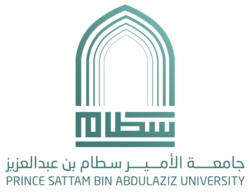 سطام
جامعة الأمير سطام بن عبدالعزيز
PRINCE SATTAM BIN ABDULAZIZ UNIVERSITY